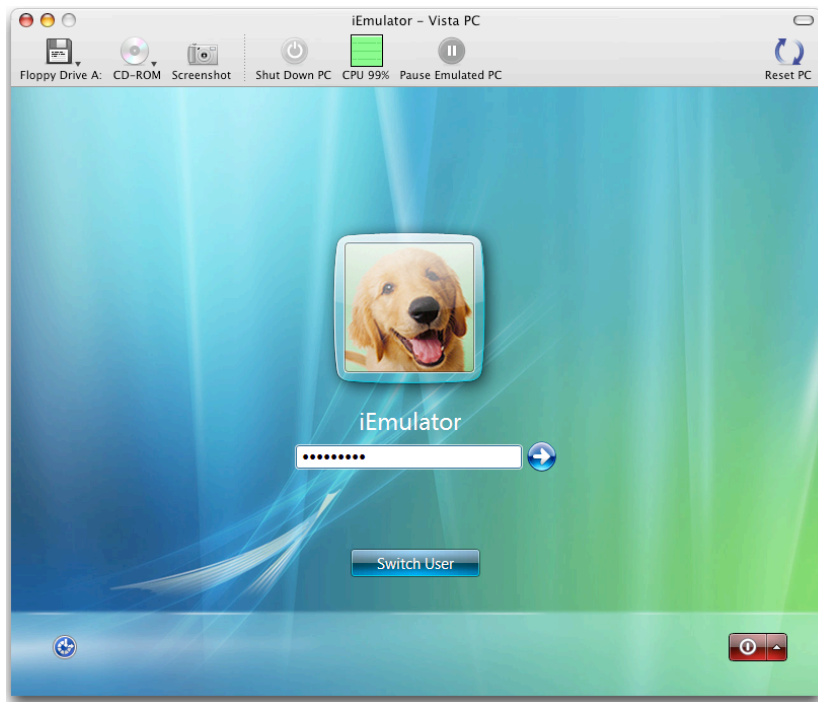 iEmulator – Vista PC
Floppy Drive A: CD-ROM Screenshot Shut Down PC CPU 99% Pause Emulated PC Reset PC
iEmulator
•••••••••
Switch User